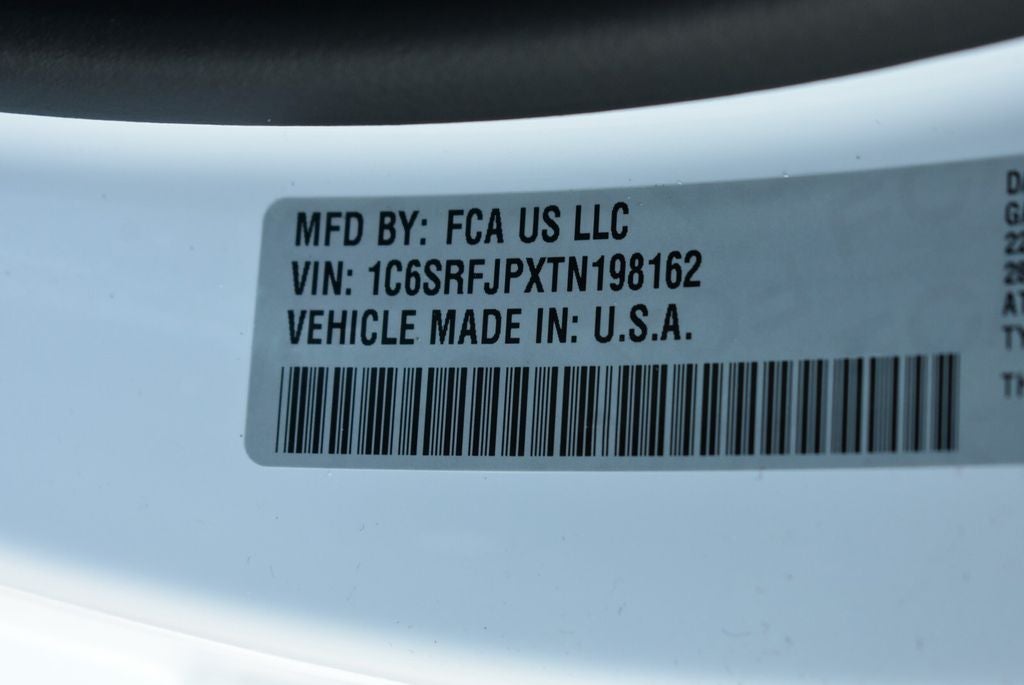 MFD BY: FCA US LLC
VIN: 1C6SRFJPXTN198162
VEHICLE MADE IN: U.S.A.